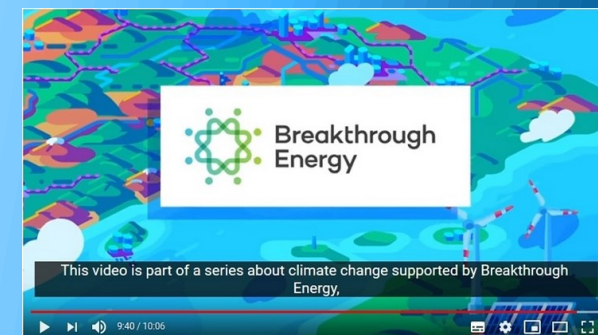 Breakthrough
Energy
This video is part of a series about climate change supported by Breakthrough
Energy,
9:40 / 10:06